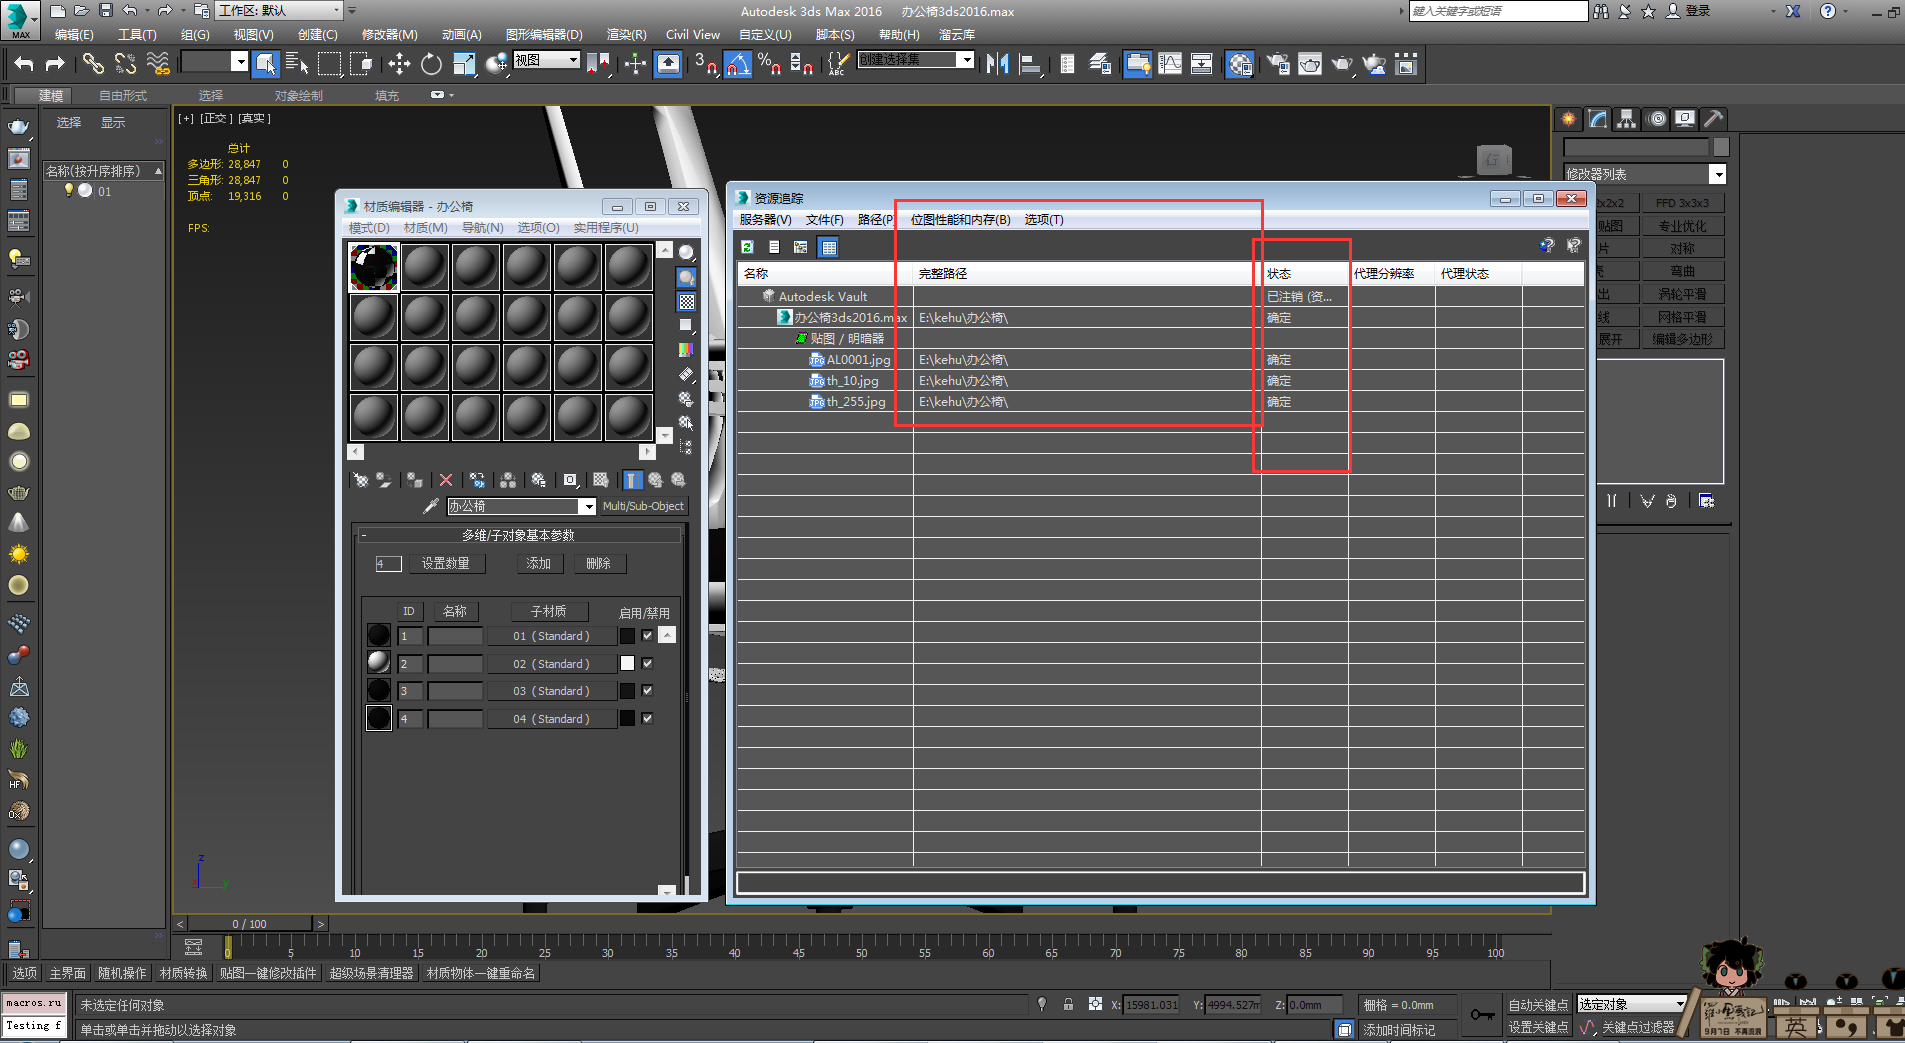 工作区: 默认
Autodesk 3ds Max 2016 办公椅3ds2016.max
键入关键字或短语
登录
MAX
编辑(E) 工具(T) 组(G) 视图(V) 创建(C) 修改器(M) 动画(A) 图形编辑器(D) 渲染(R) Civil View 自定义(U) 脚本(S) 帮助(H) 溜云库
视图
创建选择集
建模 自由形式 选择 对象绘制 填充
选择 显示
名称(按升序排序)
01
[+] [正交] [真实]
总计
多边形: 28,847 0
三角形: 28,847 0
顶点: 19,316 0
FPS:
材质编辑器 - 办公椅
模式(D) 材质(M) 导航(N) 选项(O) 实用程序(U)
办公椅 Multi/Sub-Object
多维/子对象基本参数
4 设置数量 添加 删除
ID 名称 子材质 启用/禁用
1 01 ( Standard )
2 02 ( Standard )
3 03 ( Standard )
4 04 ( Standard )
资源追踪
服务器(V) 文件(F) 路径(P 位图性能和内存(B) 选项(T)
名称 完整路径 状态 代理分辨率 代理状态
Autodesk Vault 已注销 (资...
办公椅3ds2016.max E:\kehu\办公椅\ 确定
贴图 / 明暗器
AL0001.jpg E:\kehu\办公椅\ 确定
th_10.jpg E:\kehu\办公椅\ 确定
th_255.jpg E:\kehu\办公椅\ 确定
修改器列表
2x2x2 FFD 3x3x3
贴图 专业优化
片 对称
壳 弯曲
出 涡轮平滑
线 网格平滑
展开 编辑多边形
0 / 100
0 5 10 15 20 25 30 35 40 45 50 55 60 65 70 75 80 85 90 95 100
选项 主界面 随机操作 材质转换 贴图一键修改插件 超级场景清理器 材质物体一键重命名
macros.ru
Testing f
未选定任何对象
单击或单击并拖动以选择对象
X: 15981.031 Y: 4994.527m Z: 0.0mm 栅格 = 0.0mm
添加时间标记
自动关键点 选定对象
设置关键点 关键点过滤器
9月7日 不再流浪
英